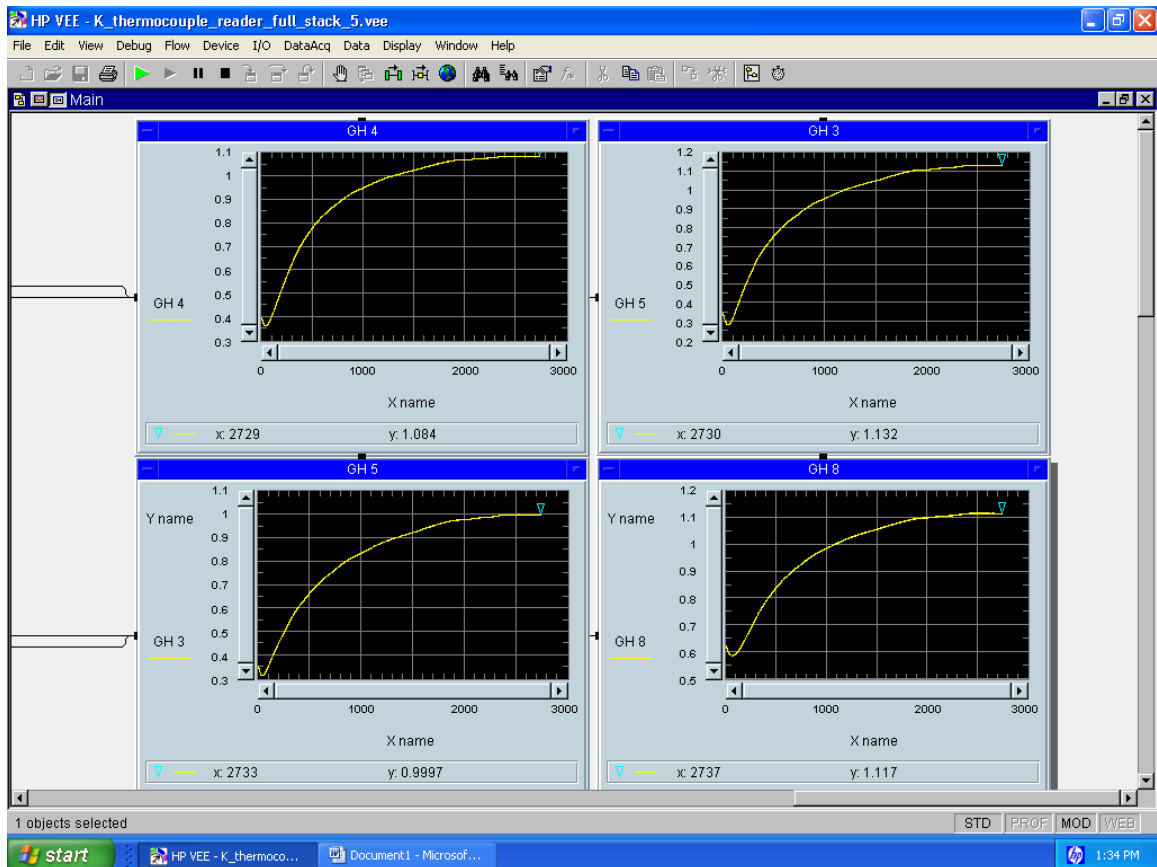 HP VEE - K_thermocouple_reader_full_stack_5.vee
File Edit View Debug Flow Device I/O DataAcq Data Display Window Help
Main
GH 4
1.1
1
0.9
0.8
0.7
0.6
0.5
0.4
0.3
GH 4
0 1000 2000 3000
X name
x: 2729 y: 1.084
GH 3
1.2
1.1
1
0.9
0.8
0.7
0.6
0.5
0.4
0.3
0.2
GH 5
0 1000 2000 3000
X name
x: 2730 y: 1.132
GH 5
Y name
1.1
1
0.9
0.8
0.7
0.6
0.5
0.4
0.3
GH 3
0 1000 2000 3000
X name
x: 2733 y: 0.9997
GH 8
Y name
1.2
1.1
1
0.9
0.8
0.7
0.6
0.5
GH 8
0 1000 2000 3000
X name
x: 2737 y: 1.117
1 objects selected
STD PROF MOD WEB
start HP VEE - K_thermoco... Document1 - Microsof... 1:34 PM